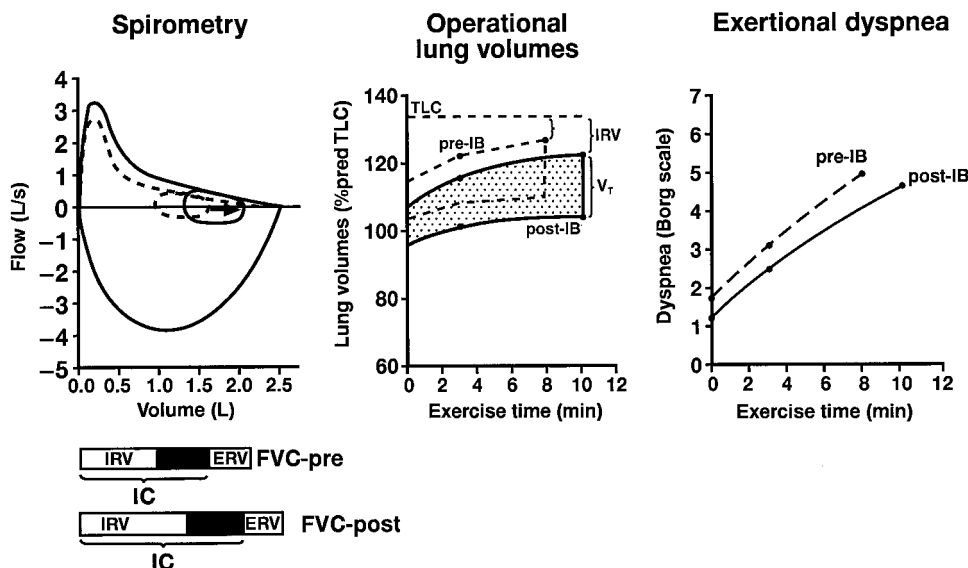 Spirometry
Flow (L/s)
4
3
2
1
0
−1
−2
−3
−4
−5
0.0 0.5 1.0 1.5 2.0 2.5
Volume (L)
IRV ERV FVC-pre
IC
IRV ERV FVC-post
IC
Operational
lung volumes
Lung volumes (%pred TLC)
140
120
100
80
60
TLC
pre-IB
IRV
VT
post-IB
0 2 4 6 8 10 12
Exercise time (min)
Exertional dyspnea
Dyspnea (Borg scale)
7
6
5
4
3
2
1
0
pre-IB
post-IB
0 2 4 6 8 10 12
Exercise time (min)